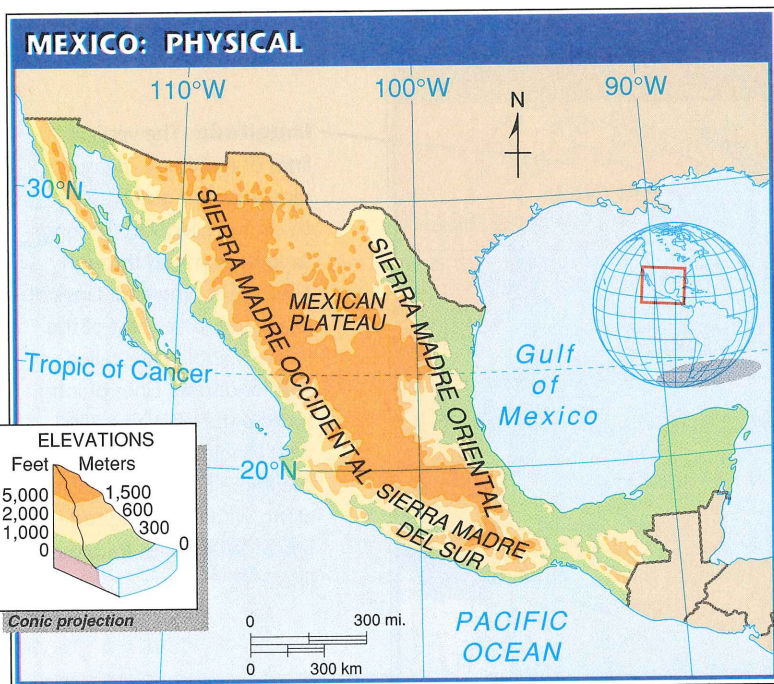 MEXICO: PHYSICAL
110°W
100°W
90°W
N
30°N
SIERRA MADRE OCCIDENTAL
SIERRA MADRE ORIENTAL
MEXICAN
PLATEAU
Tropic of Cancer
Gulf
of
Mexico
20°N
SIERRA MADRE
DEL SUR
ELEVATIONS
Feet Meters
5,000 1,500
2,000 600
1,000 300
0 0
Conic projection
0 300 mi.
0 300 km
PACIFIC
OCEAN